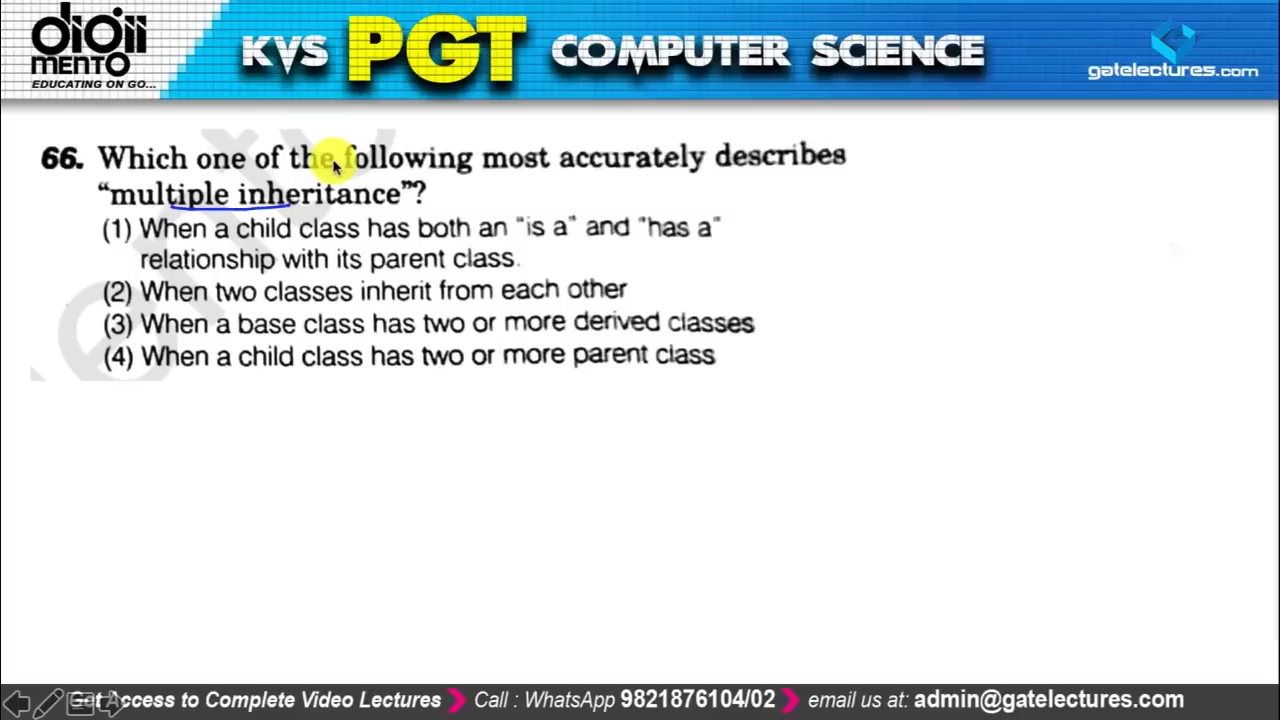 digii
MENTO
EDUCATING ON GO...
KVS PGT COMPUTER SCIENCE
gatelectures.com
66. Which one of the following most accurately describes
“multiple inheritance”?
(1) When a child class has both an "is a" and "has a"
relationship with its parent class.
(2) When two classes inherit from each other
(3) When a base class has two or more derived classes
(4) When a child class has two or more parent class
Get Access to Complete Video Lectures Call : WhatsApp 9821876104/02 email us at: admin@gatelectures.com